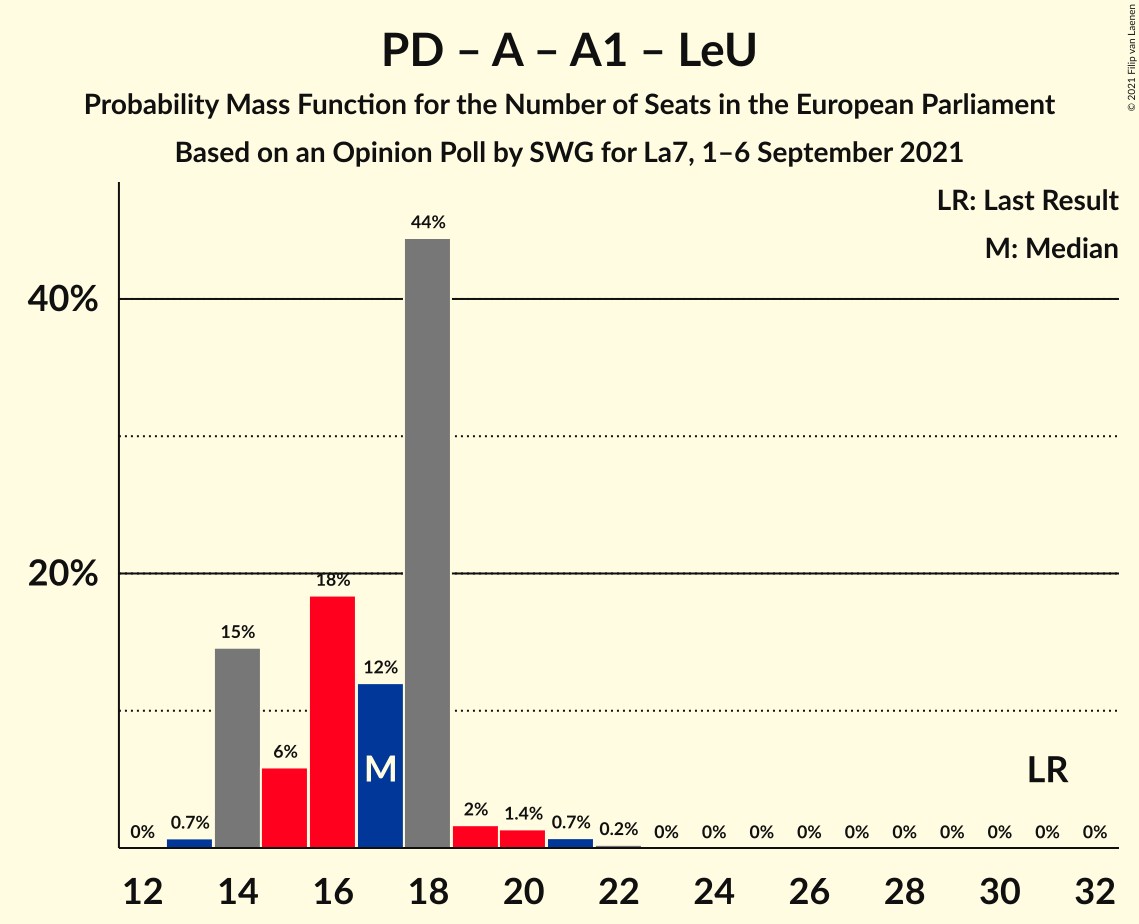 PD – A – A1 – LeU
Probability Mass Function for the Number of Seats in the European Parliament
Based on an Opinion Poll by SWG for La7, 1–6 September 2021
© 2021 Filip van Laenen
LR: Last Result
M: Median
40%
20%
0%
0.7%
15%
6%
18%
12%
44%
2%
1.4%
0.7%
0.2%
0%
0%
0%
0%
0%
0%
0%
0%
0%
0%
M
LR
12 14 16 18 20 22 24 26 28 30 32